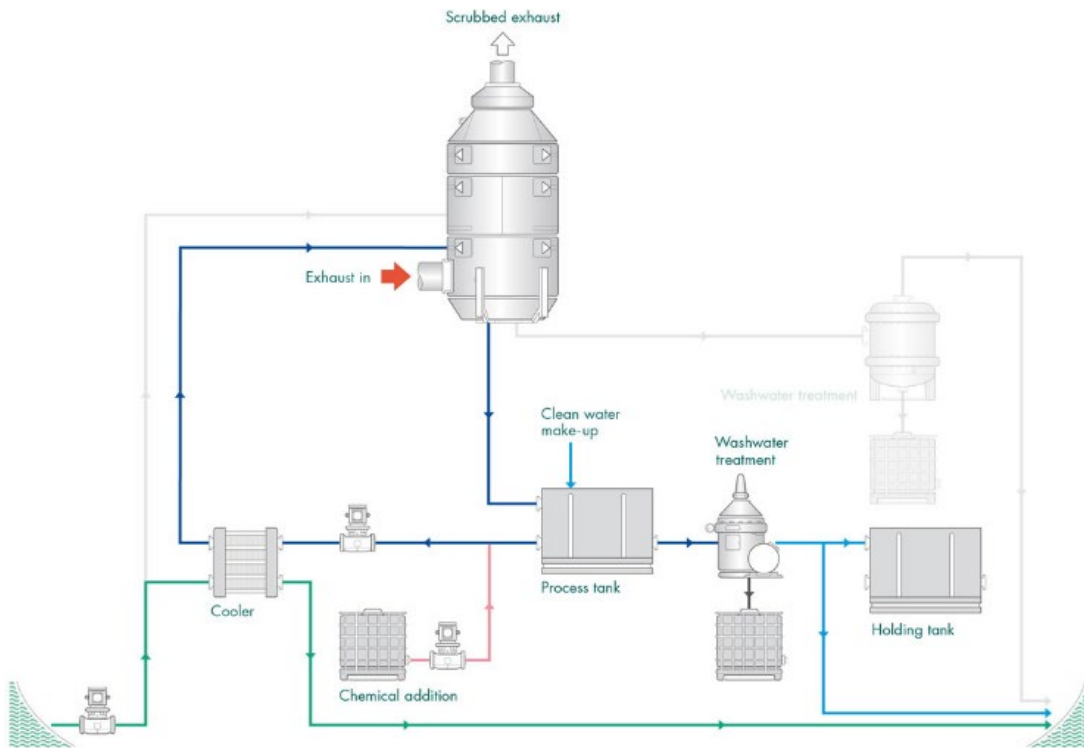 Scrubbed exhaust
Exhaust in
Washwater treatment
Clean water
make-up
Washwater
treatment
Process tank
Cooler
Holding tank
Chemical addition